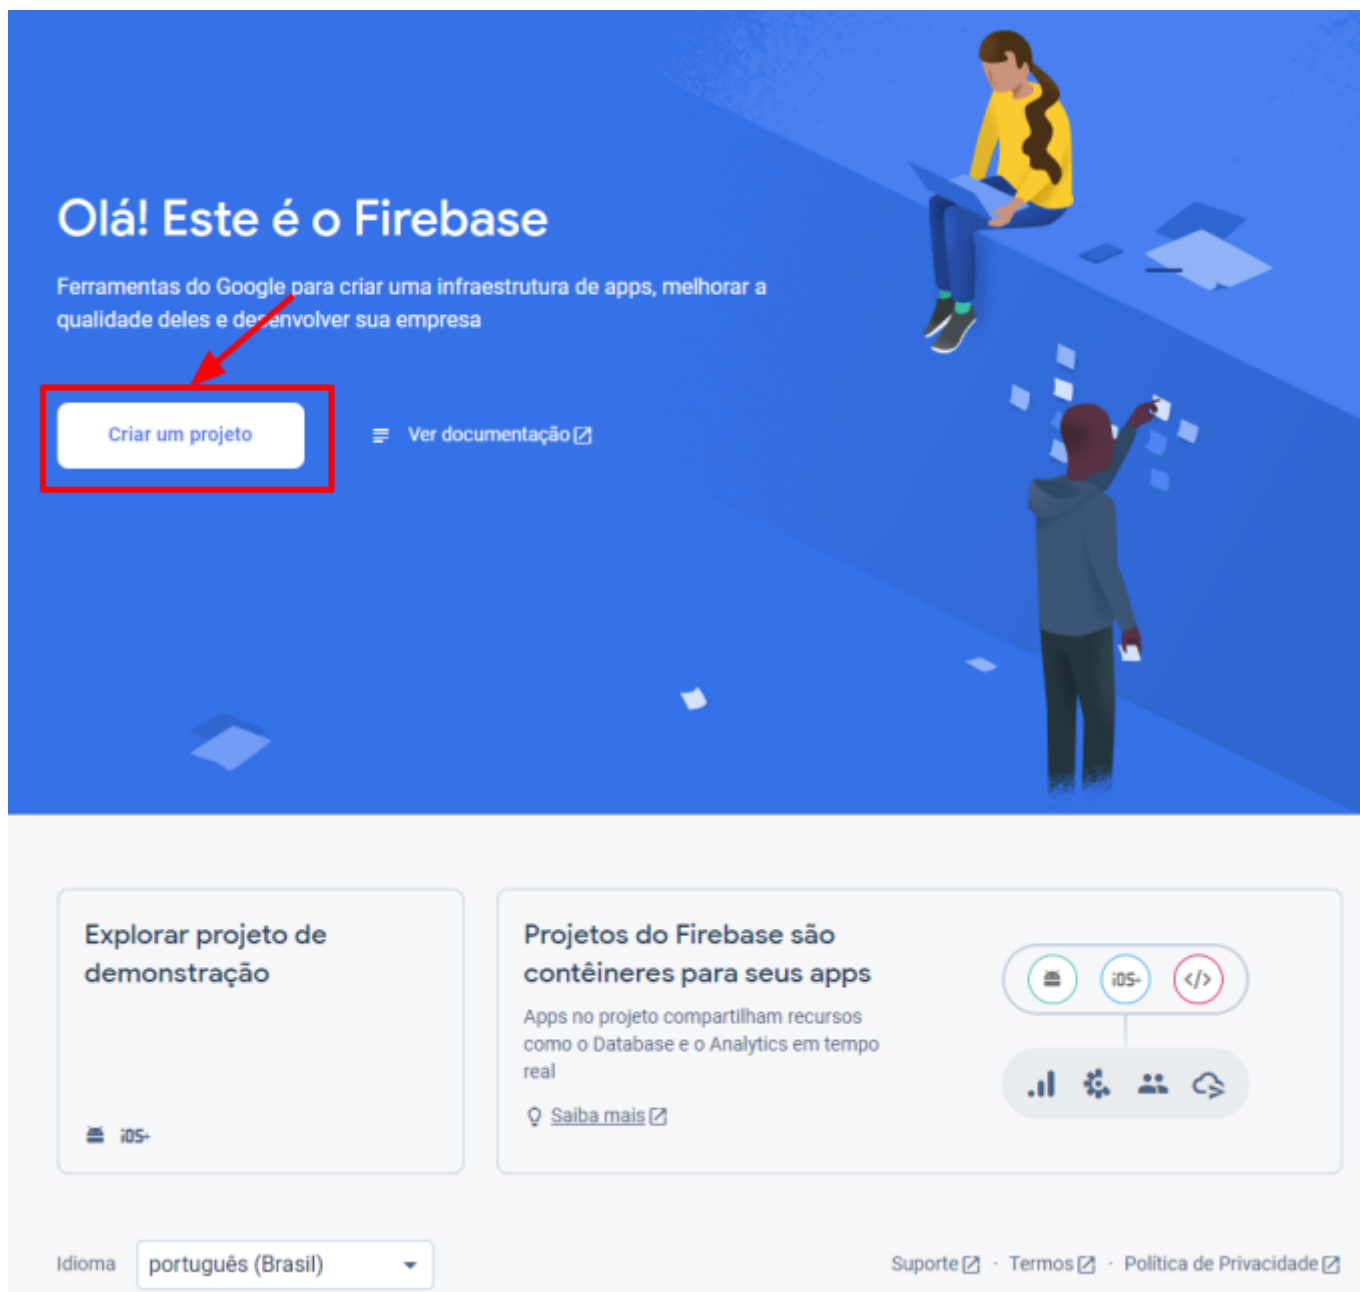 Olá! Este é o Firebase
Ferramentas do Google para criar uma infraestrutura de apps, melhorar a
qualidade deles e desenvolver sua empresa
Criar um projeto
Ver documentação
Explorar projeto de
demonstração
iOS+
Projetos do Firebase são
contêineres para seus apps
Apps no projeto compartilham recursos
como o Database e o Analytics em tempo
real
Saiba mais
iOS+
</>
Idioma
português (Brasil)
Suporte · Termos · Política de Privacidade